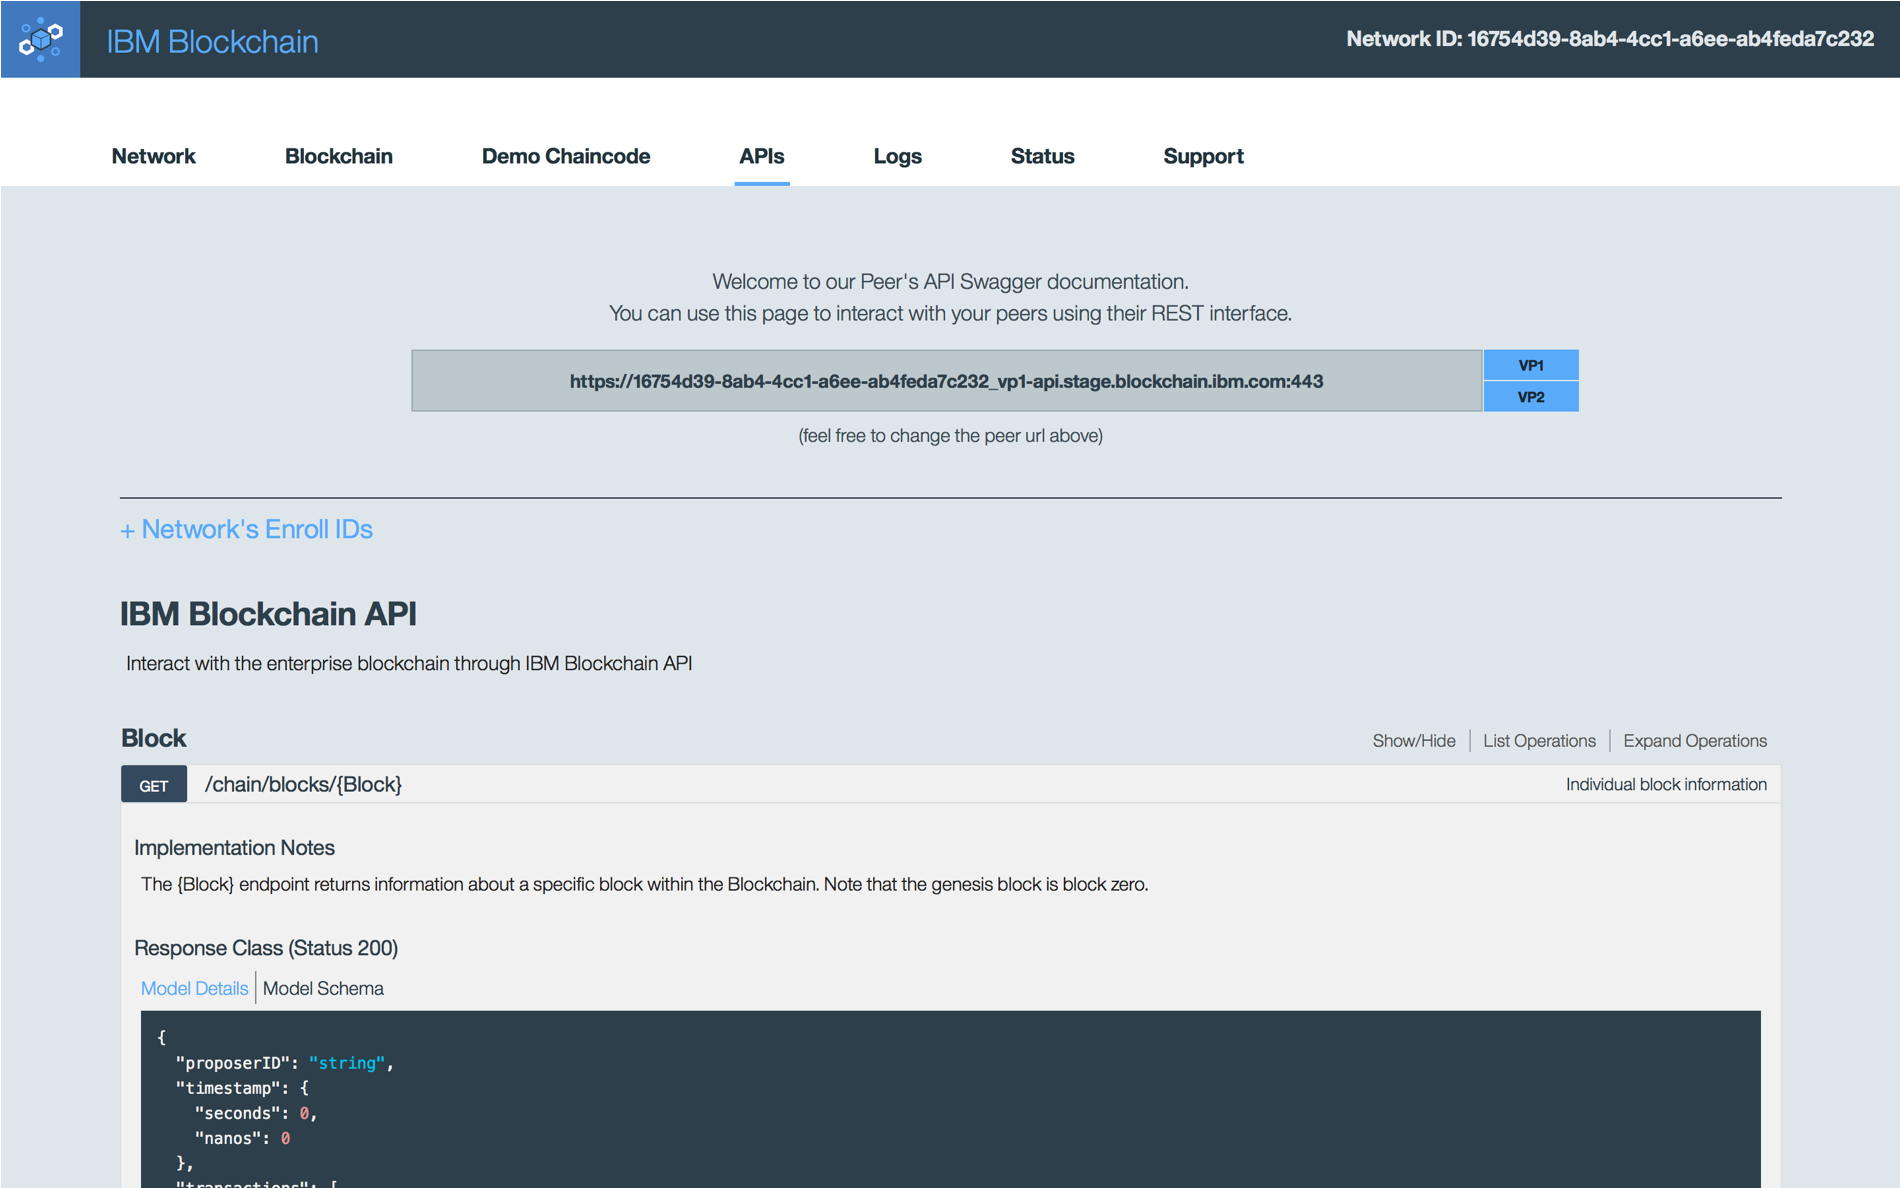 IBM Blockchain
Network ID: 16754d39-8ab4-4cc1-a6ee-ab4feda7c232
Network Blockchain Demo Chaincode APIs Logs Status Support
Welcome to our Peer's API Swagger documentation.
You can use this page to interact with your peers using their REST interface.
https://16754d39-8ab4-4cc1-a6ee-ab4feda7c232_vp1-api.stage.blockchain.ibm.com:443
VP1
VP2
(feel free to change the peer url above)
+ Network's Enroll IDs
IBM Blockchain API
Interact with the enterprise blockchain through IBM Blockchain API
Block
Show/Hide List Operations Expand Operations
GET /chain/blocks/{Block} Individual block information
Implementation Notes
The {Block} endpoint returns information about a specific block within the Blockchain. Note that the genesis block is block zero.
Response Class (Status 200)
Model Details Model Schema
{
"proposerID": "string",
"timestamp": {
"seconds": 0,
"nanos": 0
},
"transactions": [